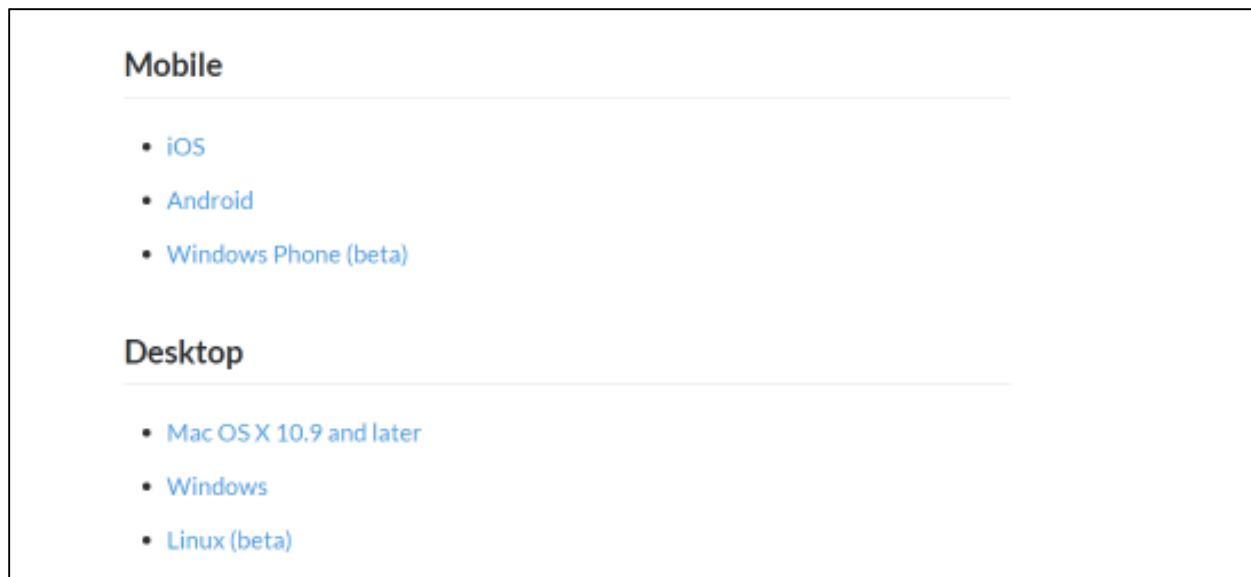 Mobile
iOS
Android
Windows Phone (beta)
Desktop
Mac OS X 10.9 and later
Windows
Linux (beta)